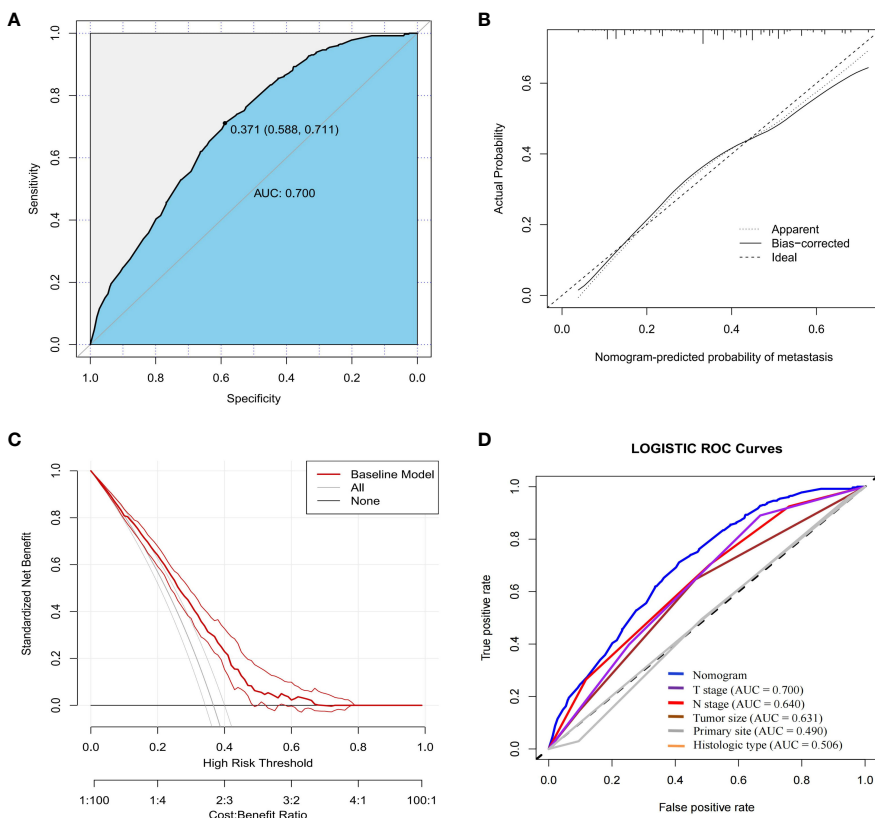 A
1.0
0.8
0.6
0.4
0.2
0.0
Sensitivity
0.371 (0.588, 0.711)
AUC: 0.700
1.0
0.8
0.6
0.4
0.2
0.0
Specificity
B
0.6
0.4
0.2
0.0
Actual Probability
Apparent
Bias-corrected
Ideal
0.0
0.2
0.4
0.6
Nomogram-predicted probability of metastasis
C
1.0
0.8
0.6
0.4
0.2
0.0
Standardized Net Benefit
Baseline Model
All
None
0.0
0.2
0.4
0.6
0.8
1.0
High Risk Threshold
1:100
1:4
2:3
3:2
4:1
100:1
Cost:Benefit Ratio
D
LOGISTIC ROC Curves
1.0
0.8
0.6
0.4
0.2
0.0
True positive rate
Nomogram
T stage (AUC = 0.700)
N stage (AUC = 0.640)
Tumor size (AUC = 0.631)
Primary site (AUC = 0.490)
Histologic type (AUC = 0.506)
0.0
0.2
0.4
0.6
0.8
1.0
False positive rate